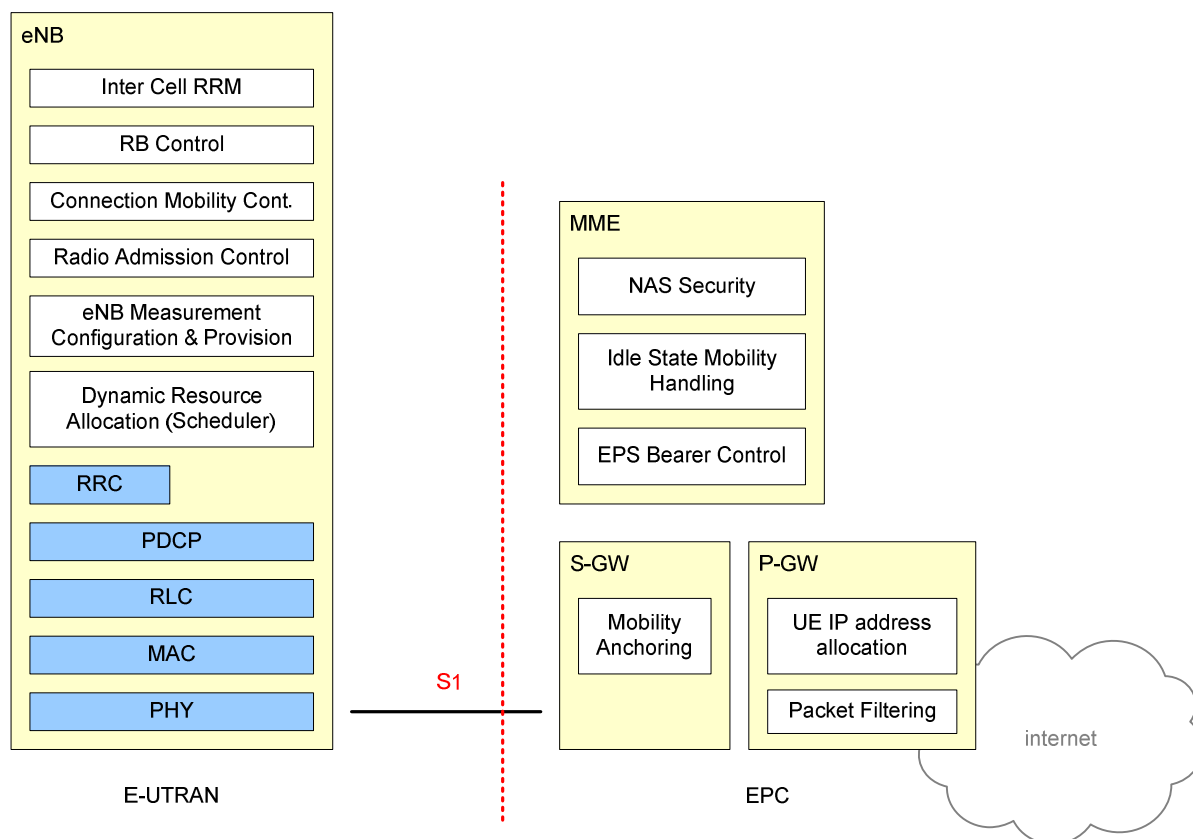 eNB
Inter Cell RRM
RB Control
Connection Mobility Cont.
Radio Admission Control
eNB Measurement
Configuration & Provision
Dynamic Resource
Allocation (Scheduler)
RRC
PDCP
RLC
MAC
PHY
S1
MME
NAS Security
Idle State Mobility
Handling
EPS Bearer Control
S-GW
Mobility
Anchoring
P-GW
UE IP address
allocation
Packet Filtering
internet
E-UTRAN
EPC